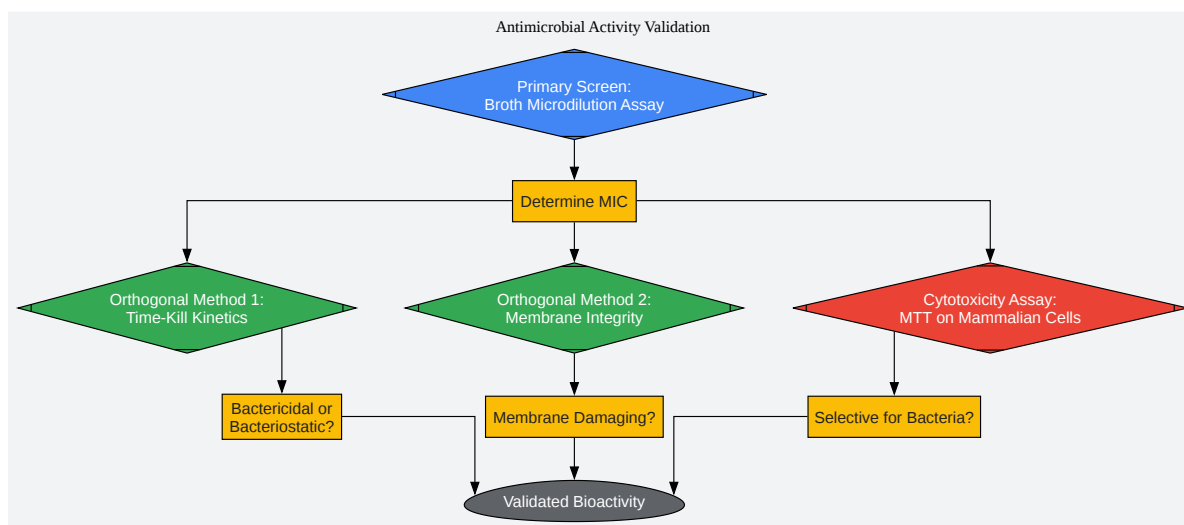 Antimicrobial Activity Validation
Primary Screen:
Broth Microdilution Assay
Determine MIC
Orthogonal Method 1:
Time-Kill Kinetics
Orthogonal Method 2:
Membrane Integrity
Cytotoxicity Assay:
MTT on Mammalian Cells
Bactericidal or
Bacteriostatic?
Membrane Damaging?
Selective for Bacteria?
Validated Bioactivity